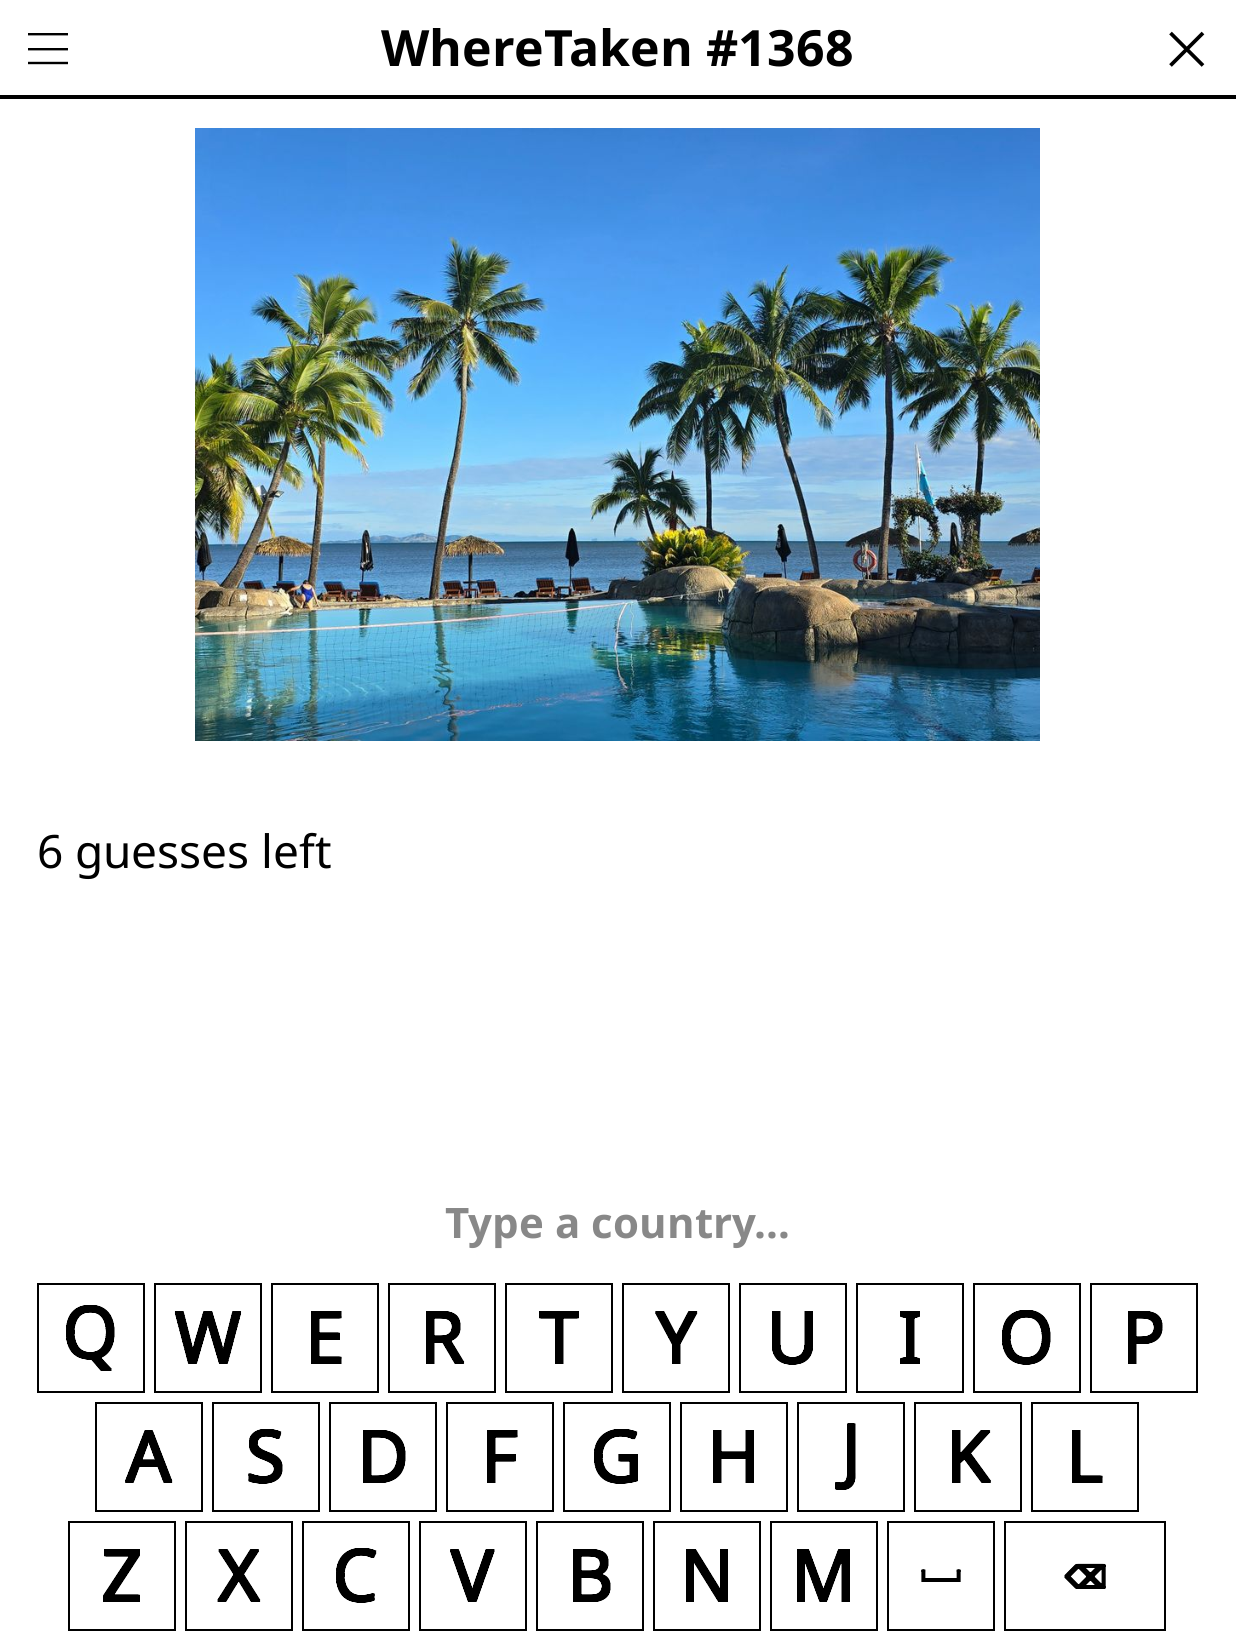 WhereTaken #1368
6 guesses left
Type a country...
Q W E R T Y U I O P
A S D F G H J K L
Z X C V B N M